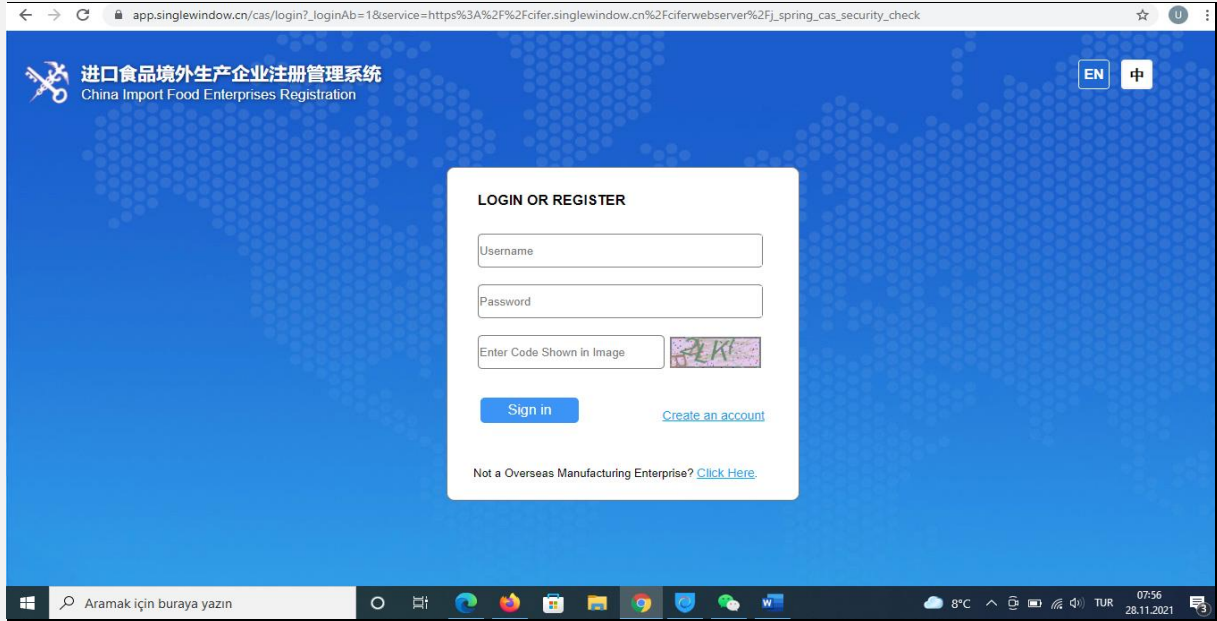 app.singlewindow.cn/cas/login?_loginAb=1&service=https%3A%2F%2Fcifer.singlewindow.cn%2Fciferwebserver%2Fj_spring_cas_security_check
U
进口食品境外生产企业注册管理系统
China Import Food Enterprises Registration
EN 中
LOGIN OR REGISTER
Username
Password
Enter Code Shown in Image
Sign in
Create an account
Not a Overseas Manufacturing Enterprise? Click Here.
Aramak için buraya yazın
8°C
TUR
07:56
28.11.2021
3